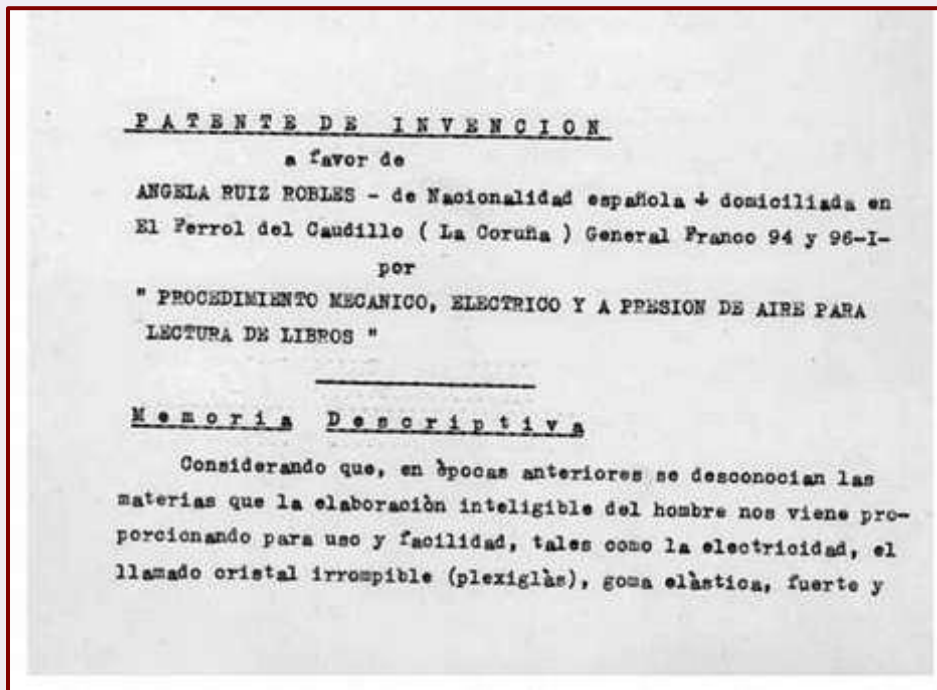 PATENTE DE INVENCION
a favor de
ANGELA RUIZ ROBLES - de Nacionalidad española + domiciliada en
El Ferrol del Caudillo ( La Coruña ) General Franco 94 y 96-I-
por
" PROCEDIMIENTO MECANICO, ELECTRICO Y A PRESION DE AIRE PARA
LECTURA DE LIBROS "
Memoria Descriptiva
Considerando que, en èpocas anteriores se desconocian las
materias que la elaboraciòn inteligible del hombre nos viene pro-
porcionando para uso y facilidad, tales como la electricidad, el
llamado cristal irrompible (plexiglàs), goma elàstica, fuerte y